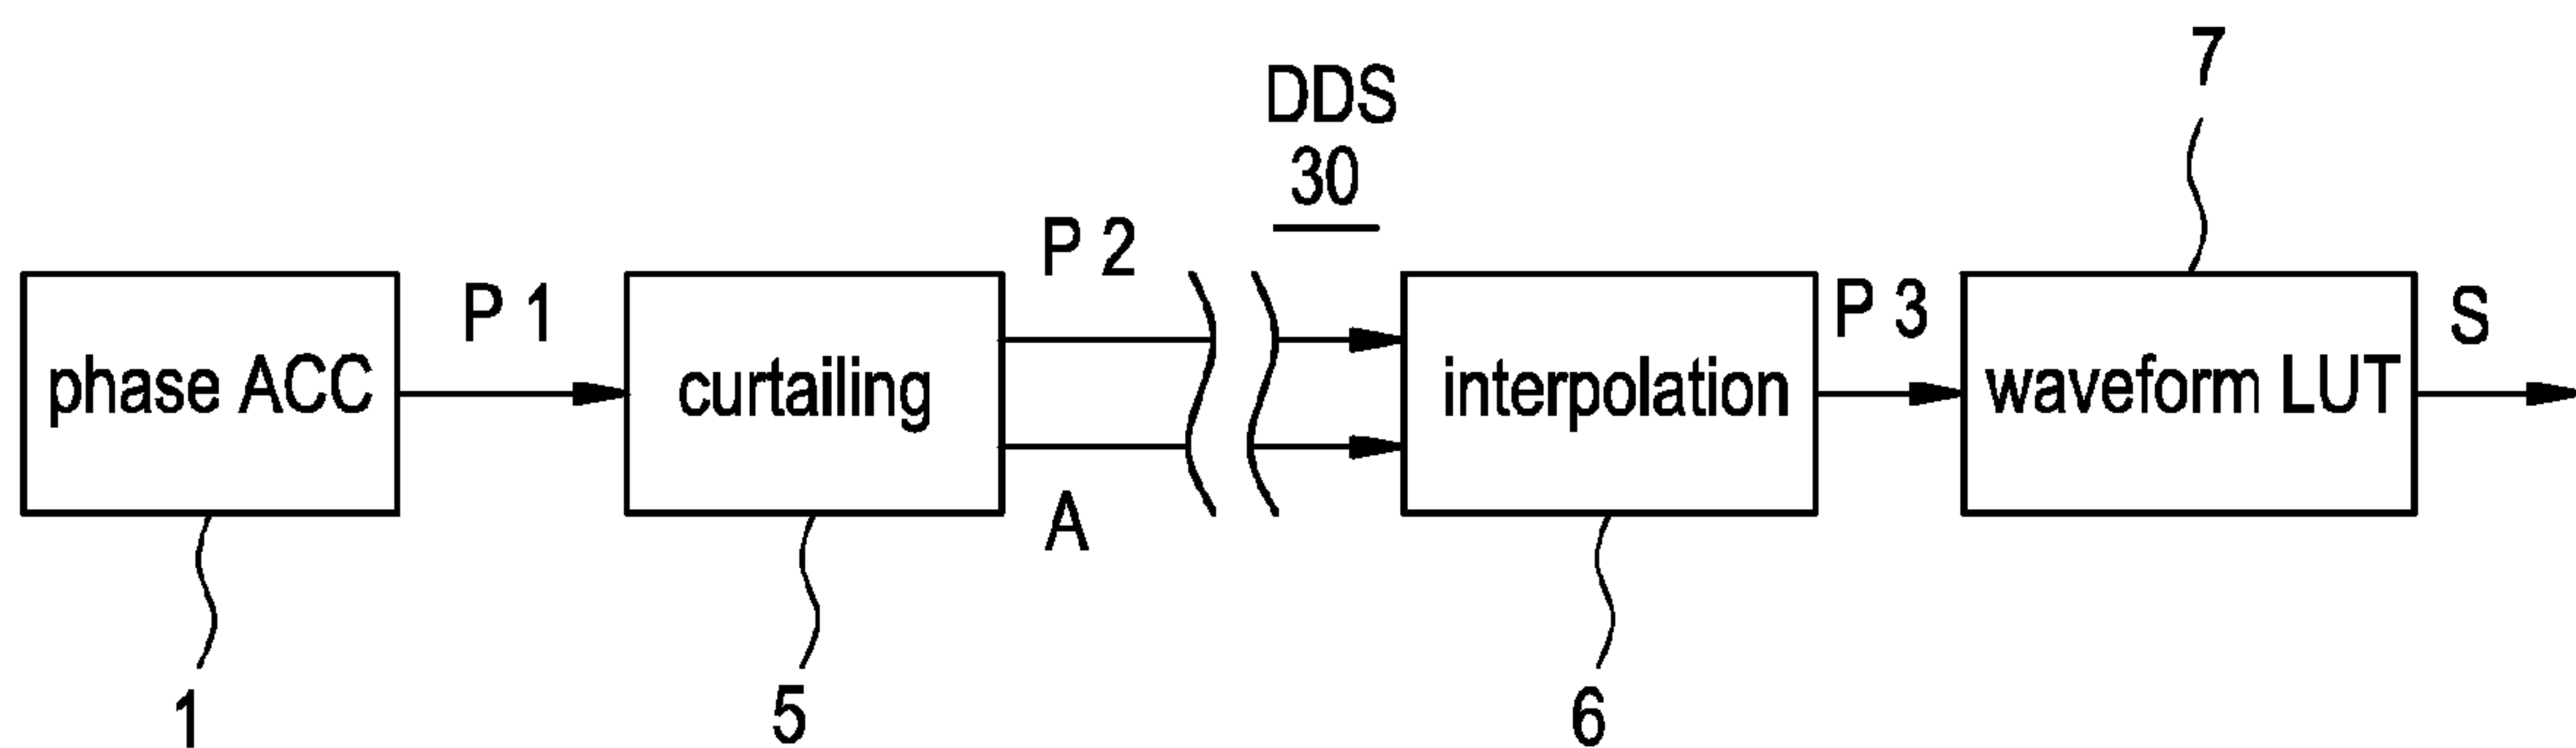 7
DDS
30
P 2
P 1
P 3
S
phase ACC
curtailing
interpolation
waveform LUT
A
1
5
6